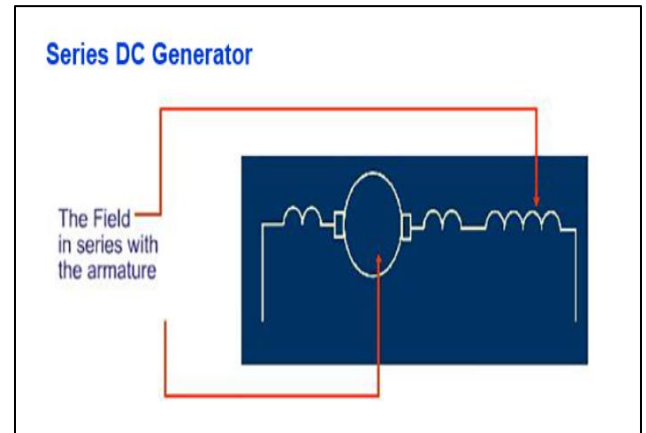 Series DC Generator
The Field
in series with
the armature